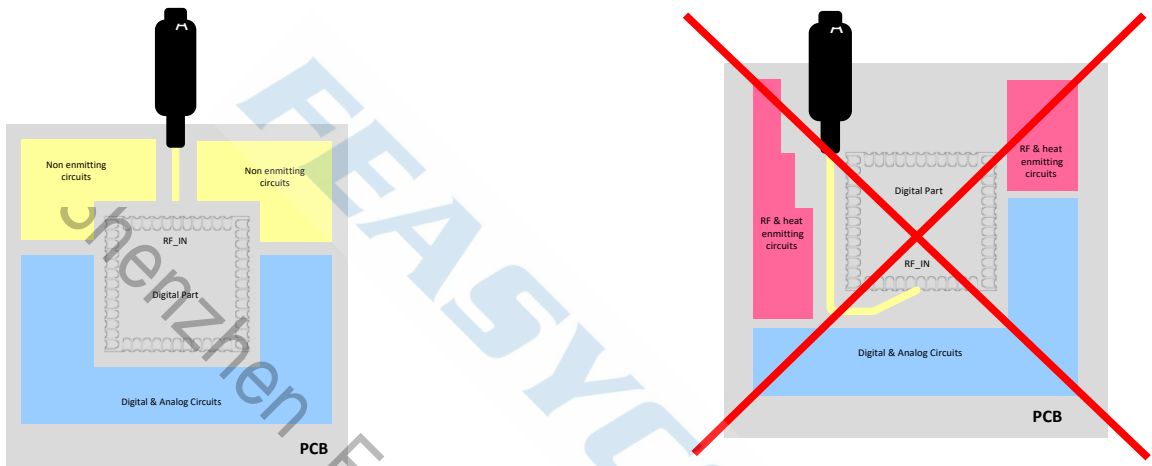 Non enmitting
circuits
Non enmitting
circuits
RF_IN
Digital Part
Digital & Analog Circuits
PCB
RF & heat
enmitting
circuits
Digital Part
RF & heat
enmitting
circuits
RF_IN
Digital & Analog Circuits
PCB
Shenzhen F
FEASYC